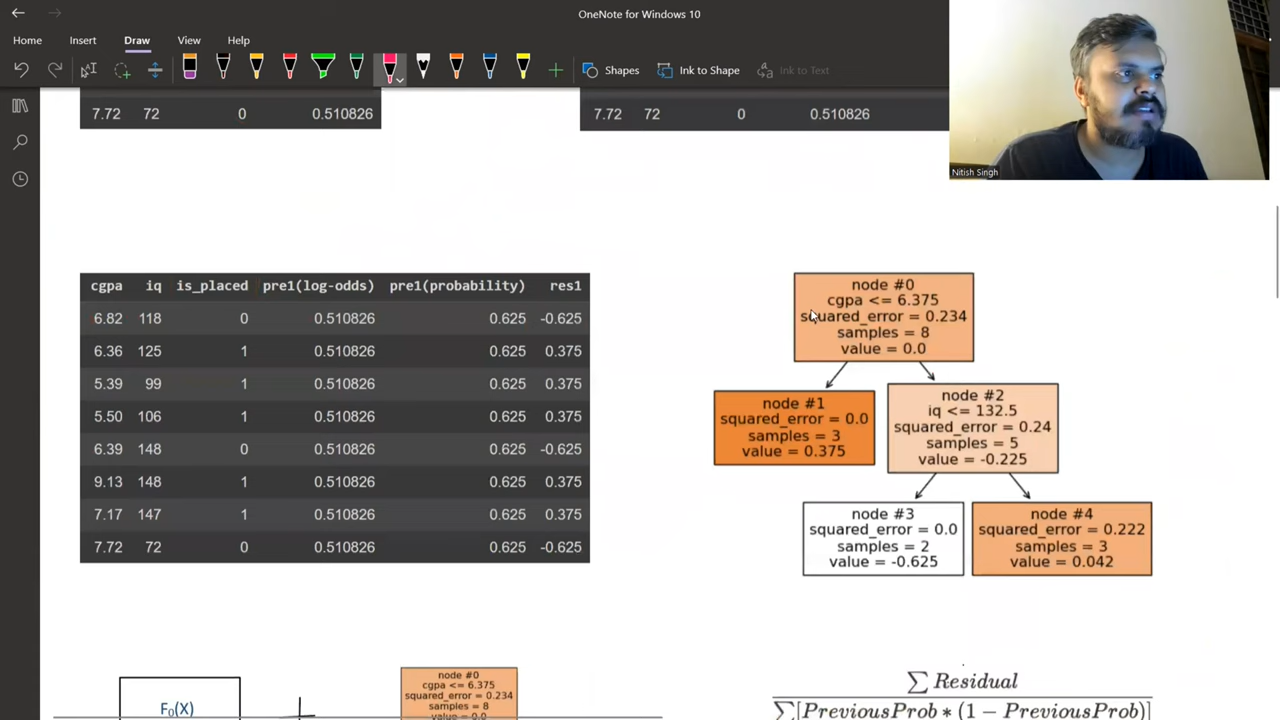 OneNote for Windows 10
Home Insert Draw View Help
Shapes Ink to Shape Ink to Text
Nitish Singh
7.72 72 0 0.510826
7.72 72 0 0.510826
cgpa iq is_placed pre1(log-odds) pre1(probability) res1
6.82 118 0 0.510826 0.625 -0.625
6.36 125 1 0.510826 0.625 0.375
5.39 99 1 0.510826 0.625 0.375
5.50 106 1 0.510826 0.625 0.375
6.39 148 0 0.510826 0.625 -0.625
9.13 148 1 0.510826 0.625 0.375
7.17 147 1 0.510826 0.625 0.375
7.72 72 0 0.510826 0.625 -0.625
node #0
cgpa <= 6.375
squared_error = 0.234
samples = 8
value = 0.0
node #1
squared_error = 0.0
samples = 3
value = 0.375
node #2
iq <= 132.5
squared_error = 0.24
samples = 5
value = -0.225
node #3
squared_error = 0.0
samples = 2
value = -0.625
node #4
squared_error = 0.222
samples = 3
value = 0.042
F₀(X)
+
node #0
cgpa <= 6.375
squared_error = 0.234
samples = 8
value = 0.0
∑ Residual
∑[PreviousProb * (1 − PreviousProb)]